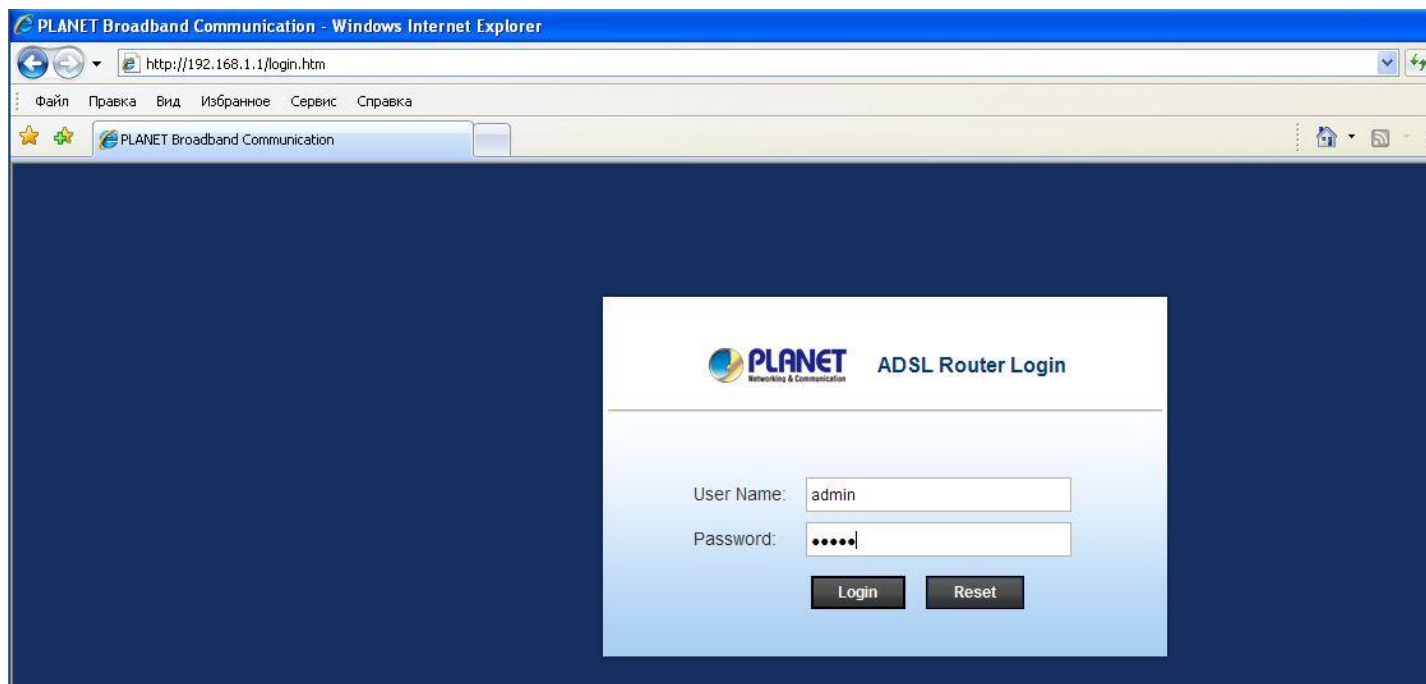 PLANET Broadband Communication - Windows Internet Explorer
http://192.168.1.1/login.htm
Файл Правка Вид Избранное Сервис Справка
PLANET Broadband Communication
PLANET
Networking & Communication
ADSL Router Login
User Name: admin
Password: •••••
Login Reset